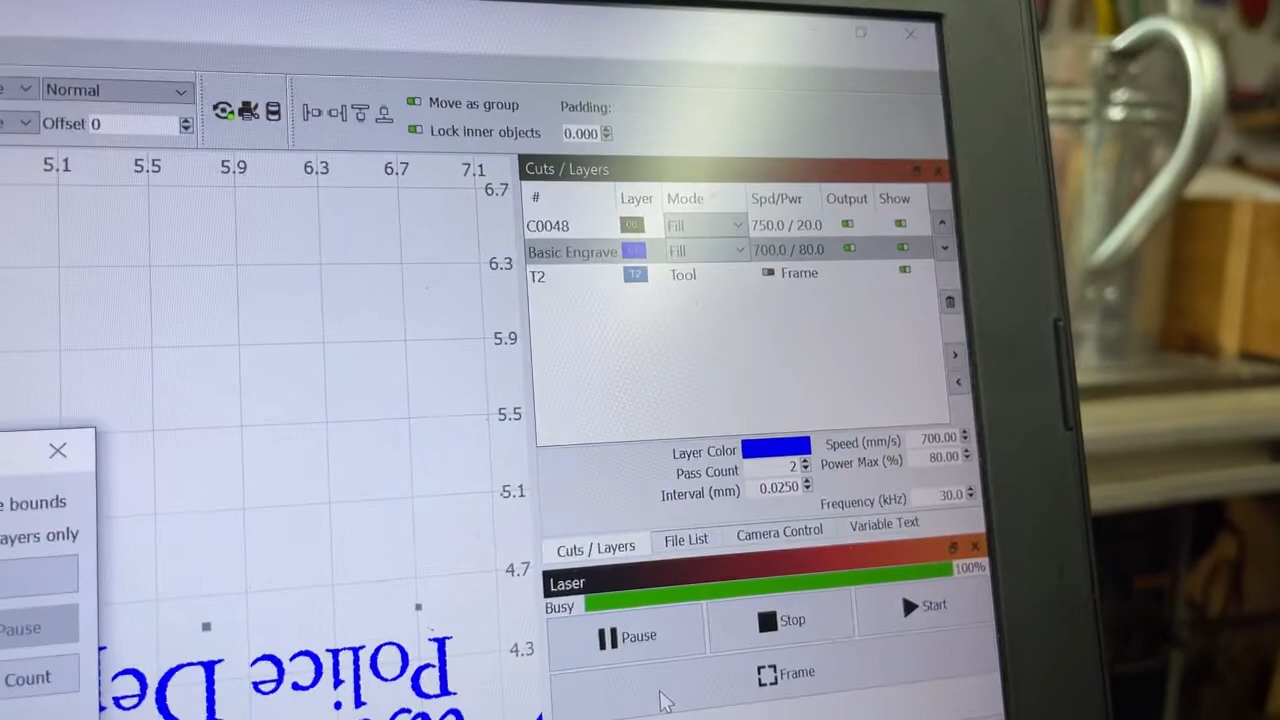 Normal
Offset 0
Move as group
Lock inner objects
Padding:
0.000
5.1 5.5 5.9 6.3 6.7 7.1
6.7
6.3
5.9
5.5
5.1
4.7
4.3
Cuts / Layers
# Layer Mode Spd/Pwr Output Show
C0048 Fill 750.0 / 20.0
Basic Engrave Fill 700.0 / 80.0
T2 T2 Tool Frame
Layer Color Speed (mm/s) 700.00
Pass Count 2 Power Max (%) 80.00
Interval (mm) 0.0250
Frequency (kHz) 30.0
Cuts / Layers File List Camera Control Variable Text
Laser
Busy 100%
Pause Stop Start
Frame
bounds
ayers only
Pause
Count
Police De